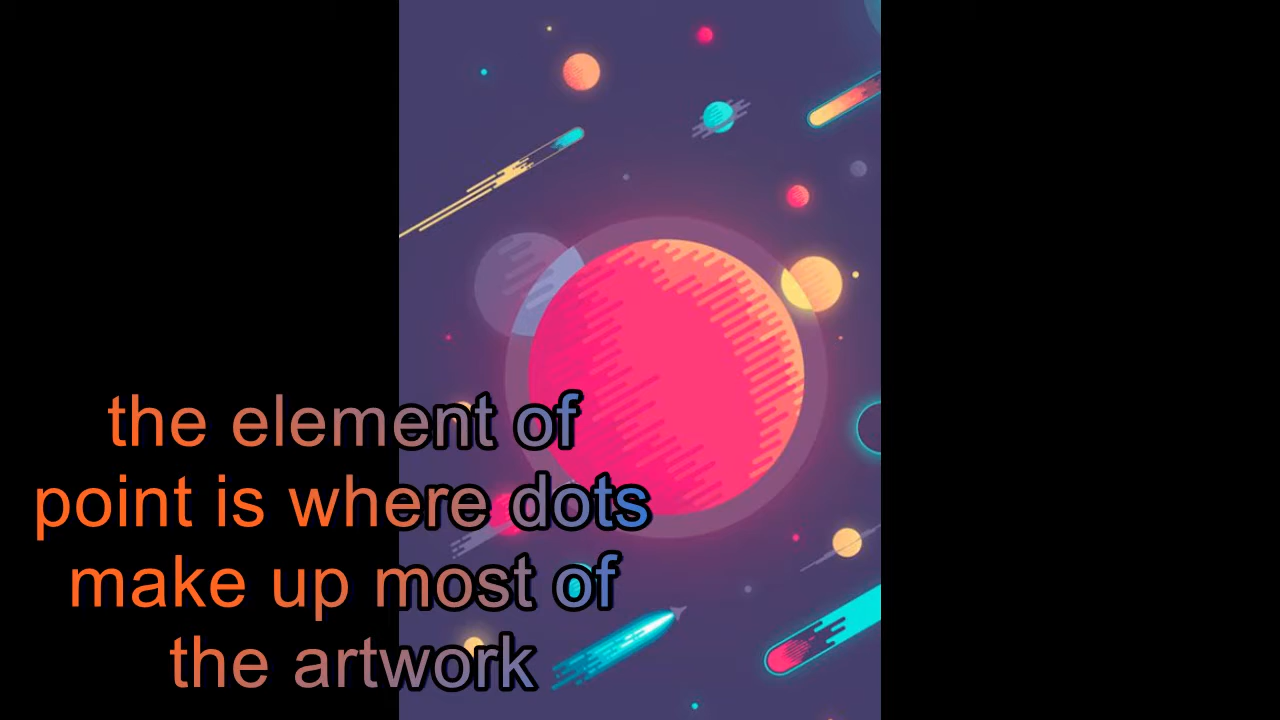 the element of
point is where dots
make up most of
the artwork